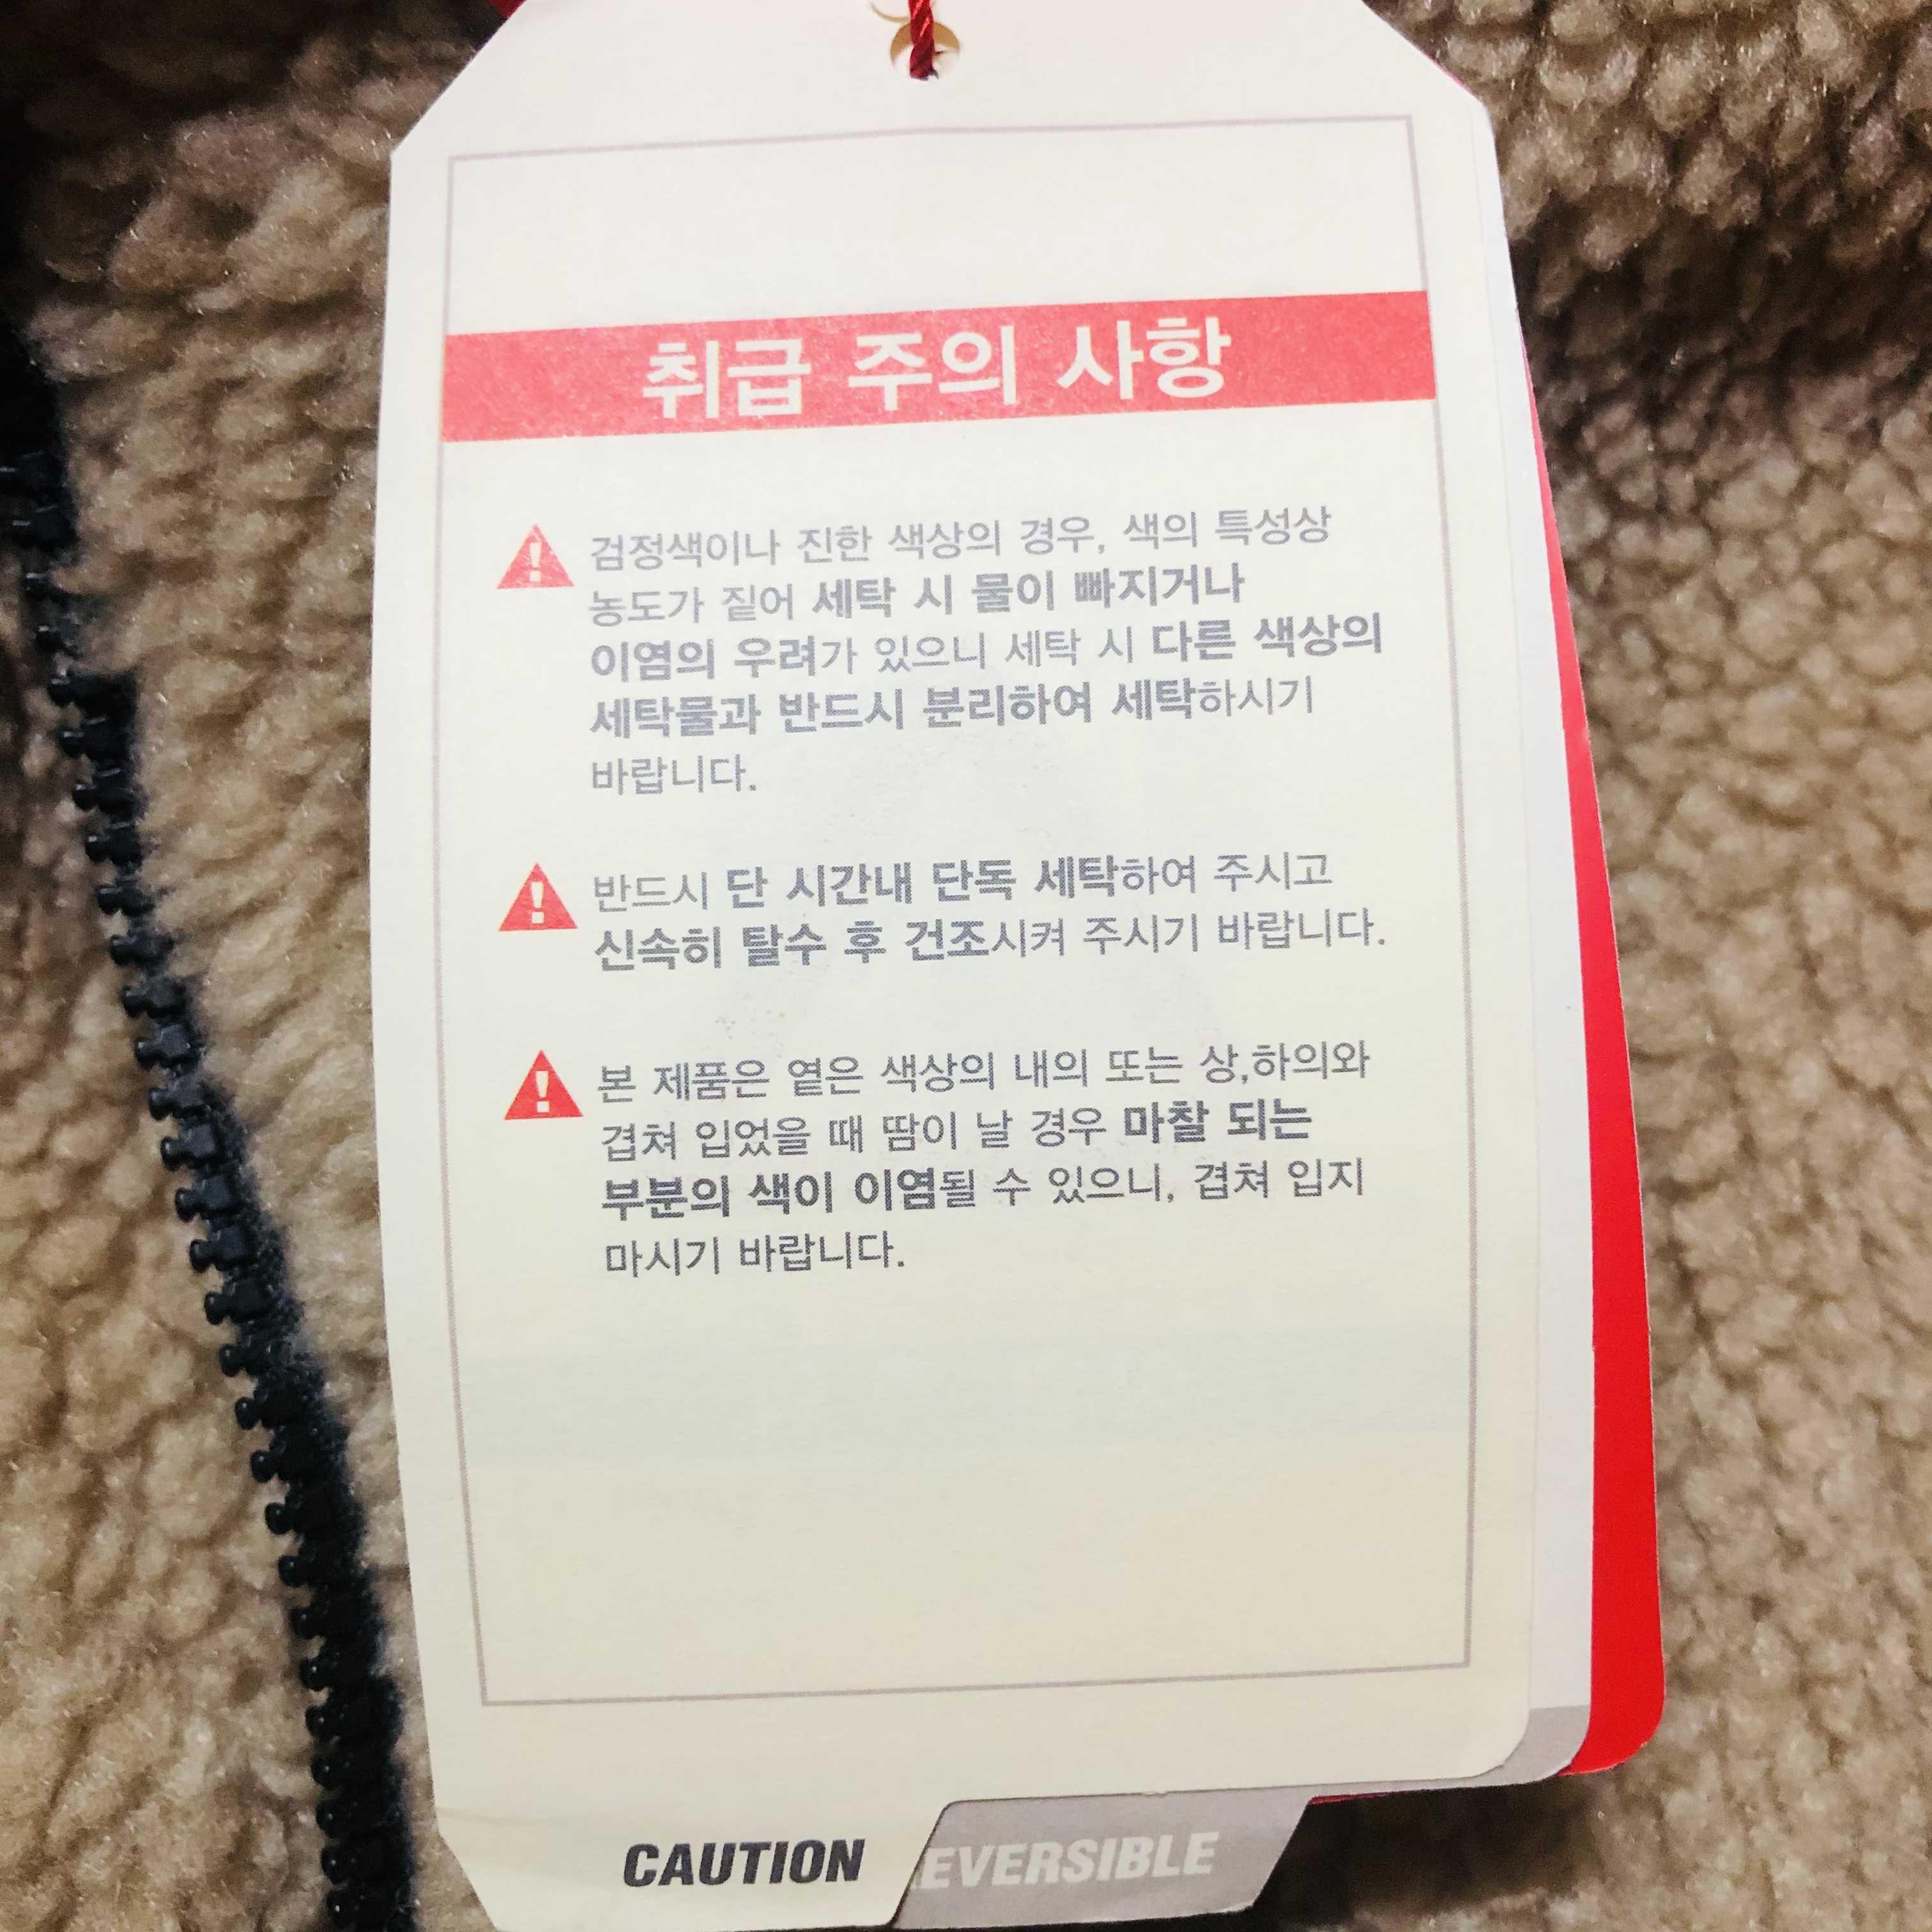 취급 주의 사항
검정색이나 진한 색상의 경우, 색의 특성상
농도가 짙어 세탁 시 물이 빠지거나
이염의 우려가 있으니 세탁 시 다른 색상의
세탁물과 반드시 분리하여 세탁하시기
바랍니다.
반드시 단 시간내 단독 세탁하여 주시고
신속히 탈수 후 건조시켜 주시기 바랍니다.
본 제품은 옅은 색상의 내의 또는 상,하의와
겹쳐 입었을 때 땀이 날 경우 마찰 되는
부분의 색이 이염될 수 있으니, 겹쳐 입지
마시기 바랍니다.
CAUTION EVERSIBLE